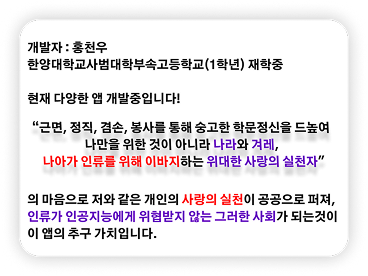 개발자 : 홍천우
한양대학교사범대학부속고등학교(1학년) 재학중
현재 다양한 앱 개발중입니다!
“근면, 정직, 겸손, 봉사를 통해 숭고한 학문정신을 드높여
나만을 위한 것이 아니라 나라와 겨레,
나아가 인류를 위해 이바지하는 위대한 사랑의 실천자”
의 마음으로 저와 같은 개인의 사랑의 실천이 공공으로 퍼져,
인류가 인공지능에게 위협받지 않는 그러한 사회가 되는것이
이 앱의 추구 가치입니다.